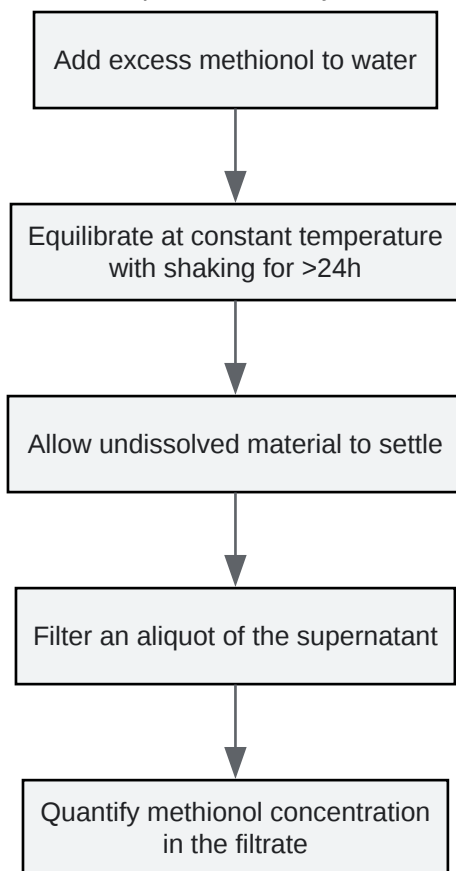 Add excess methionol to water
Equilibrate at constant temperature
with shaking for >24h
Allow undissolved material to settle
Filter an aliquot of the supernatant
Quantify methionol concentration
in the filtrate